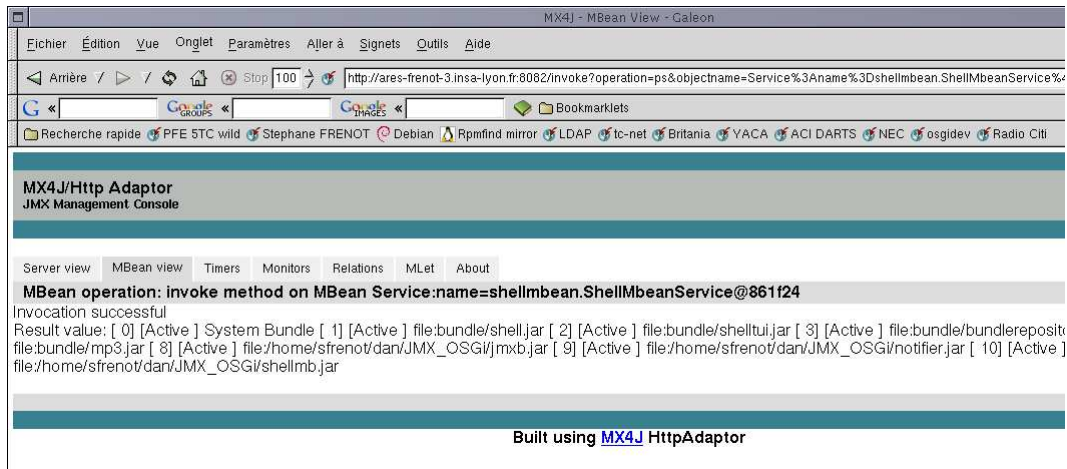 MX4J - MBean View - Galeon
Fichier Édition Vue Onglet Paramètres Aller à Signets Outils Aide
Arrière Stop 100 http://ares-frenot-3.insa-lyon.fr:8082/invoke?operation=ps&objectname=Service%3Aname%3Dshellmbean.ShellMbeanService%4
G « Google GROUPS « Google IMAGES « Bookmarklets
Recherche rapide PFE 5TC wild Stephane FRENOT Debian Rpmfind mirror LDAP tc-net Britania YACA ACI DARTS NEC osgidev Radio Citi
MX4J/Http Adaptor
JMX Management Console
Server view MBean view Timers Monitors Relations MLet About
MBean operation: invoke method on MBean Service:name=shellmbean.ShellMbeanService@861f24
Invocation successful
Result value: [ 0] [Active ] System Bundle [ 1] [Active ] file:bundle/shell.jar [ 2] [Active ] file:bundle/shelltui.jar [ 3] [Active ] file:bundle/bundlereposito
file:bundle/mp3.jar [ 8] [Active ] file:/home/sfrenot/dan/JMX_OSGi/jmxb.jar [ 9] [Active ] file:/home/sfrenot/dan/JMX_OSGi/notifier.jar [ 10] [Active ]
file:/home/sfrenot/dan/JMX_OSGi/shellmb.jar
Built using MX4J HttpAdaptor